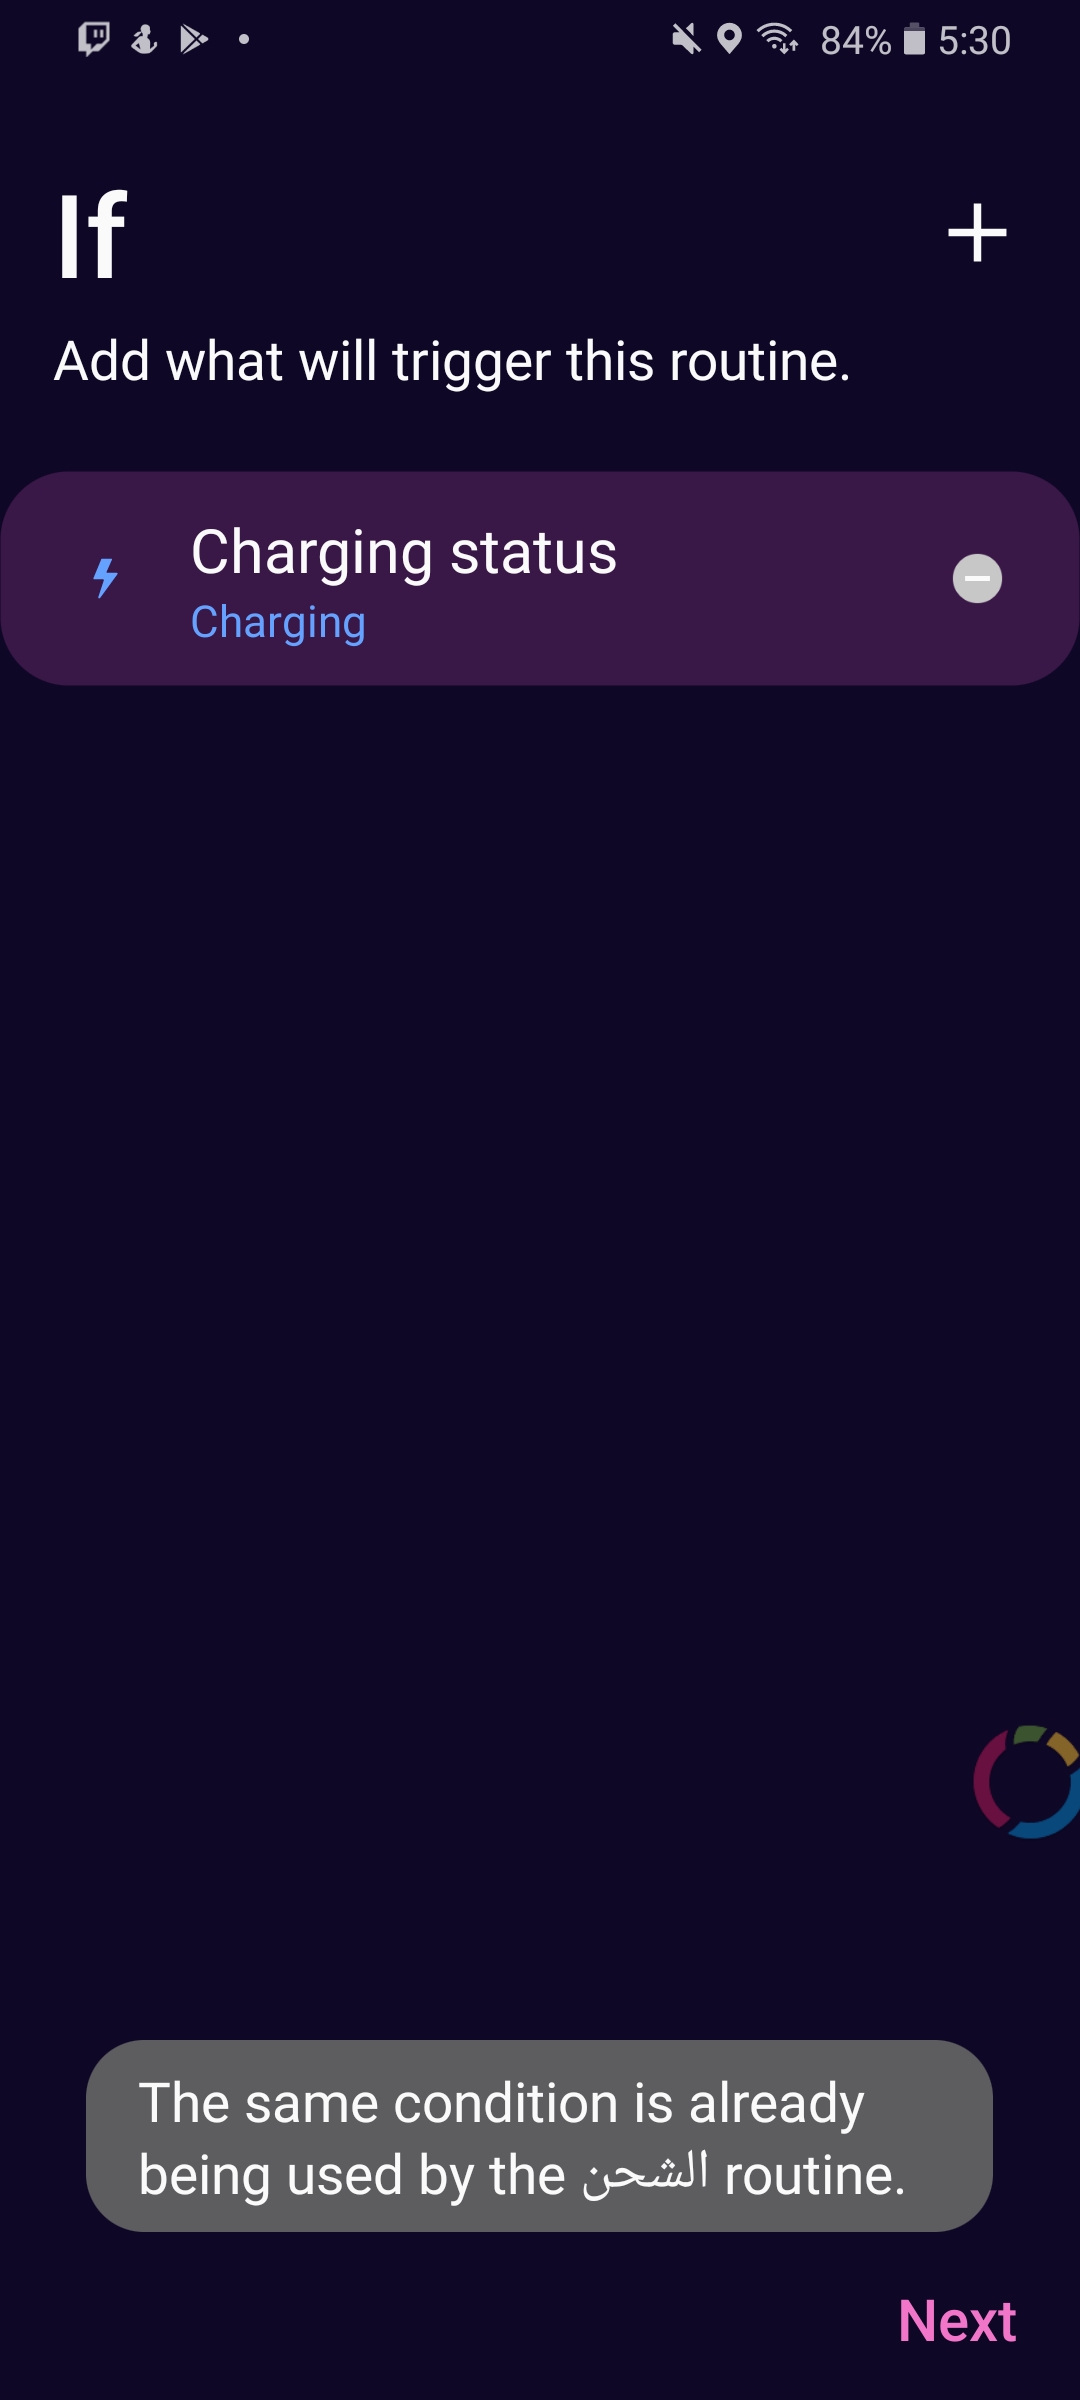 84% 5:30
If
Add what will trigger this routine.
Charging status
Charging
The same condition is already
being used by the الشحن routine.
Next